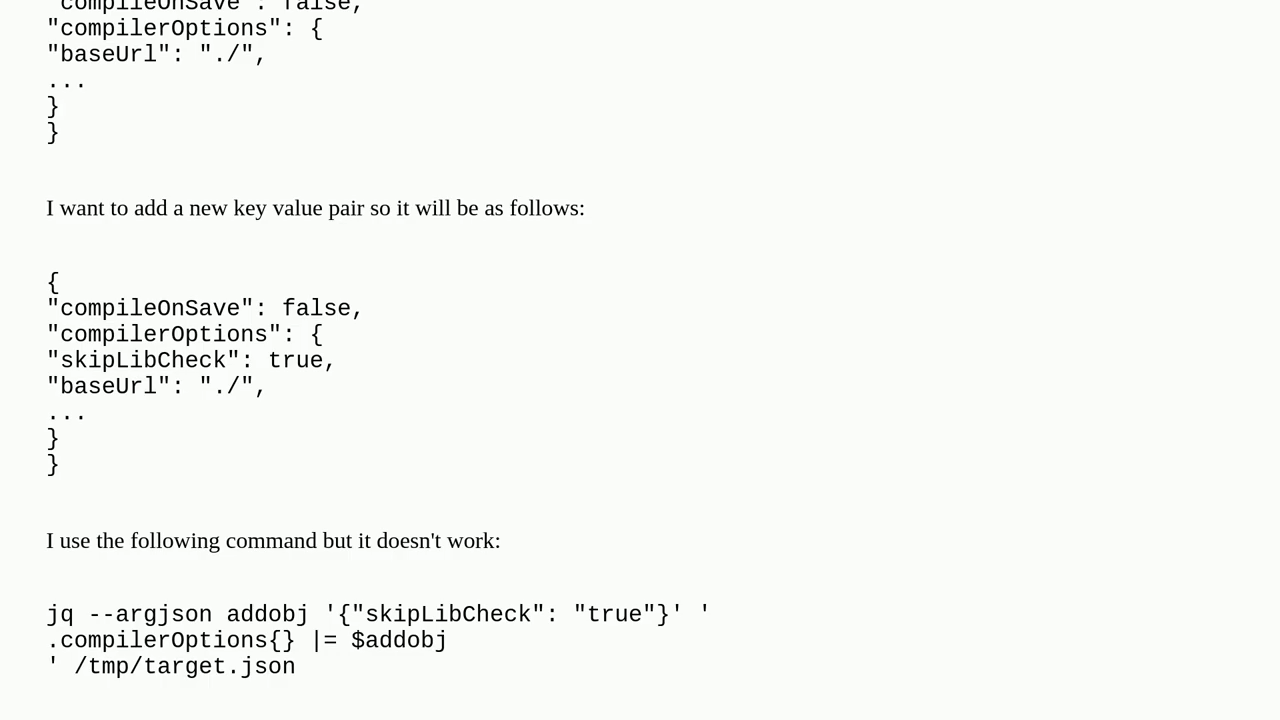 "compileOnSave": false,
"compilerOptions": {
"baseUrl": "./",
...
}
}
I want to add a new key value pair so it will be as follows:
{
"compileOnSave": false,
"compilerOptions": {
"skipLibCheck": true,
"baseUrl": "./",
...
}
}
I use the following command but it doesn't work:
jq --argjson addobj '{"skipLibCheck": "true"}' '
.compilerOptions{} |= $addobj
' /tmp/target.json